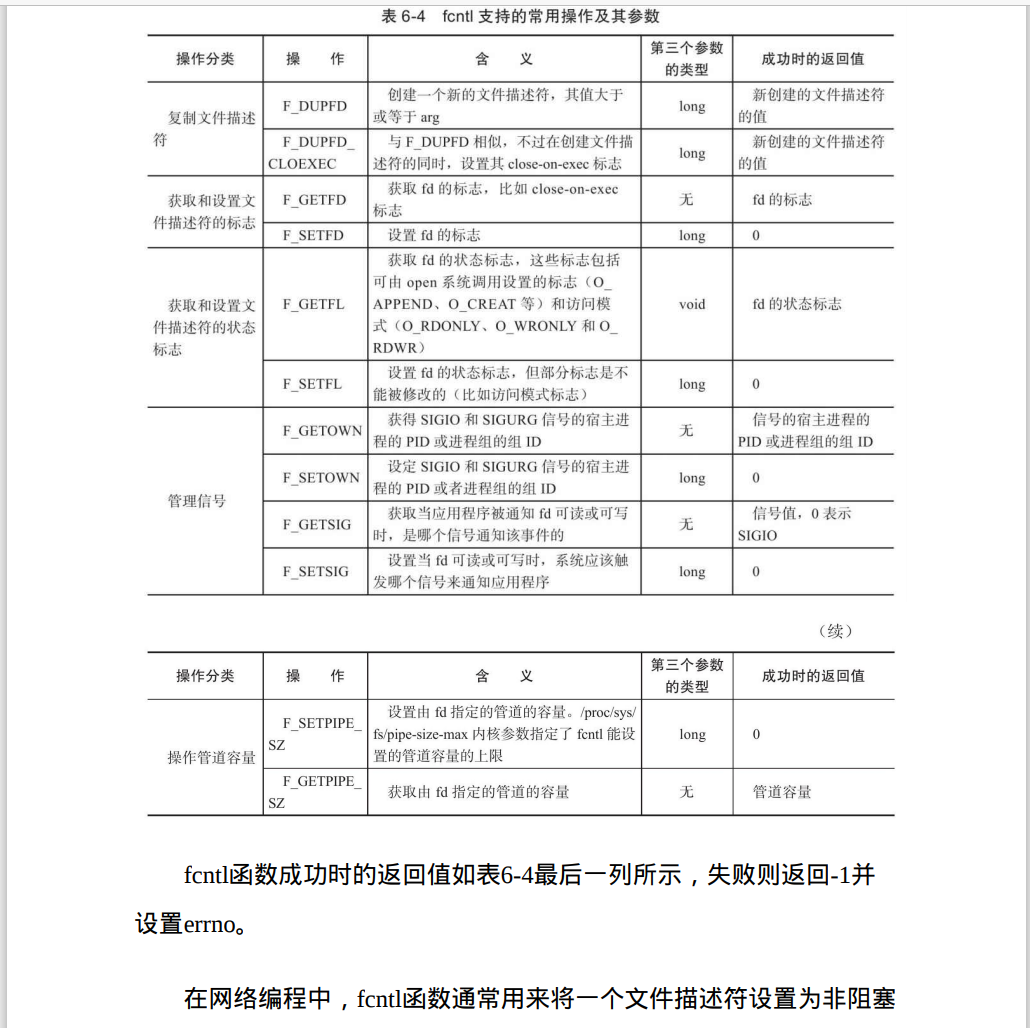 表 6-4 fcntl 支持的常用操作及其参数
操作分类 操 作 含 义 第三个参数的类型 成功时的返回值
复制文件描述符
F_DUPFD
创建一个新的文件描述符，其值大于
或等于 arg
long
新创建的文件描述符
的值
F_DUPFD_
CLOEXEC
与 F_DUPFD 相似，不过在创建文件描
述符的同时，设置其 close-on-exec 标志
long
新创建的文件描述符
的值
获取和设置文
件描述符的标志
F_GETFD
获取 fd 的标志，比如 close-on-exec
标志
无
fd 的标志
F_SETFD
设置 fd 的标志
long
0
获取和设置文
件描述符的状态
标志
F_GETFL
获取 fd 的状态标志，这些标志包括
可由 open 系统调用设置的标志（O_
APPEND、O_CREAT 等）和访问模
式（O_RDONLY、O_WRONLY 和 O_
RDWR）
void
fd 的状态标志
F_SETFL
设置 fd 的状态标志，但部分标志是不
能被修改的（比如访问模式标志）
long
0
管理信号
F_GETOWN
获得 SIGIO 和 SIGURG 信号的宿主进
程的 PID 或进程组的组 ID
无
信号的宿主进程的
PID 或进程组的组 ID
F_SETOWN
设定 SIGIO 和 SIGURG 信号的宿主进
程的 PID 或者进程组的组 ID
long
0
F_GETSIG
获取当应用程序被通知 fd 可读或可写
时，是哪个信号通知该事件的
无
信号值，0 表示
SIGIO
F_SETSIG
设置当 fd 可读或可写时，系统应该触
发哪个信号来通知应用程序
long
0
（续）
操作分类 操 作 含 义 第三个参数的类型 成功时的返回值
操作管道容量
F_SETPIPE_
SZ
设置由 fd 指定的管道的容量。/proc/sys/
fs/pipe-size-max 内核参数指定了 fcntl 能设
置的管道容量的上限
long
0
F_GETPIPE_
SZ
获取由 fd 指定的管道的容量
无
管道容量
fcntl函数成功时的返回值如表6-4最后一列所示，失败则返回-1并
设置errno。
在网络编程中，fcntl函数通常用来将一个文件描述符设置为非阻塞